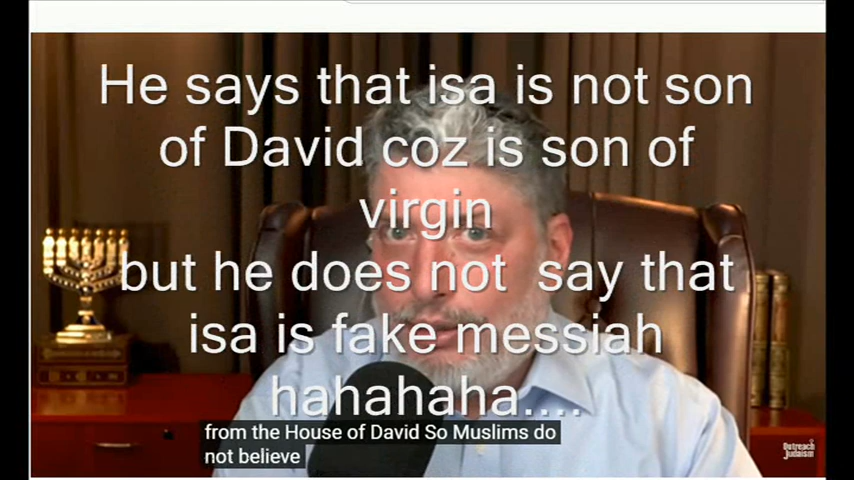 He says that isa is not son
of David coz is son of
virgin
but he does not say that
isa is fake messiah
hahahaha....
from the House of David So Muslims do
not believe
Outreach
Judaism